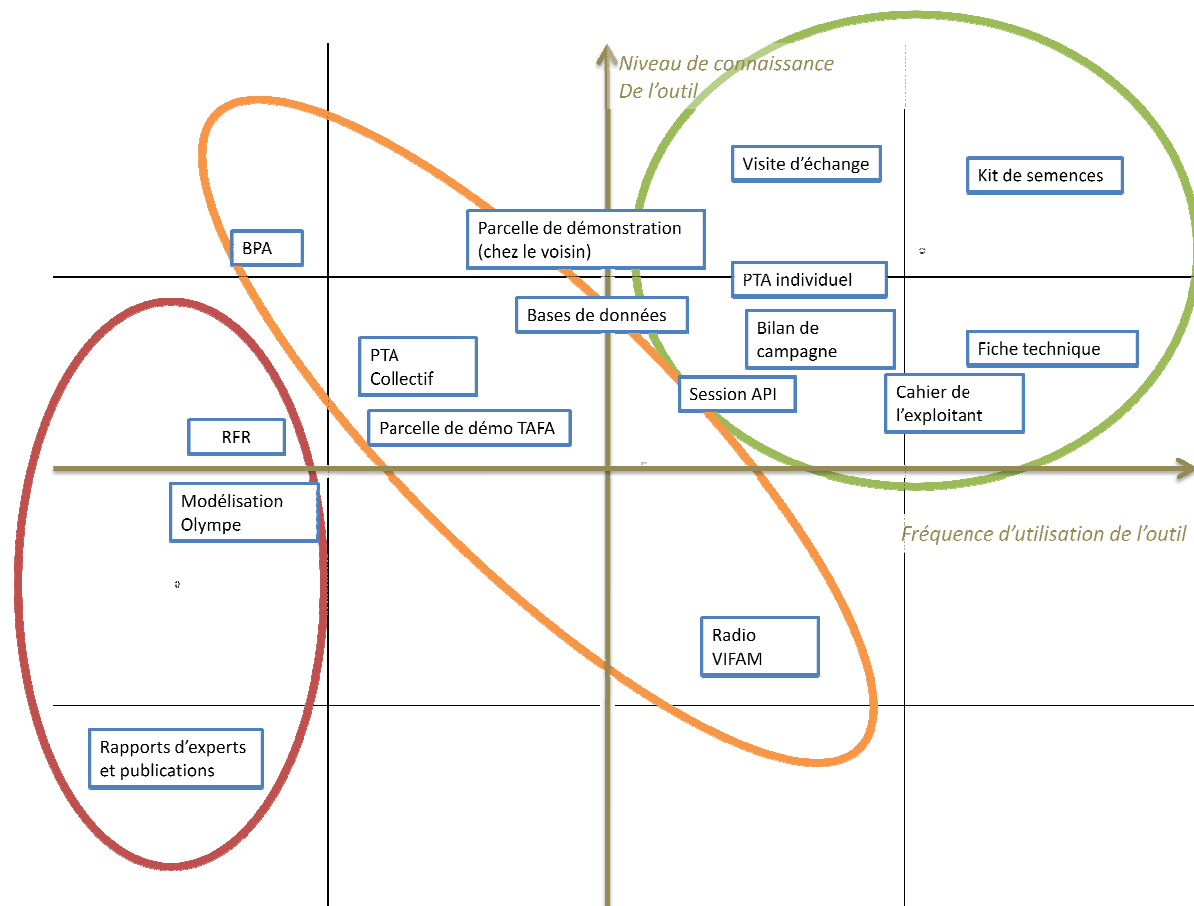 Niveau de connaissance
De l'outil
Visite d'échange
Kit de semences
Parcelle de démonstration
(chez le voisin)
BPA
PTA individuel
Bases de données
Bilan de
campagne
PTA
Collectif
Fiche technique
Session API
Cahier de
l'exploitant
Parcelle de démo TAFA
RFR
Modélisation
Olympe
Fréquence d'utilisation de l'outil
Radio
VIFAM
Rapports d'experts
et publications